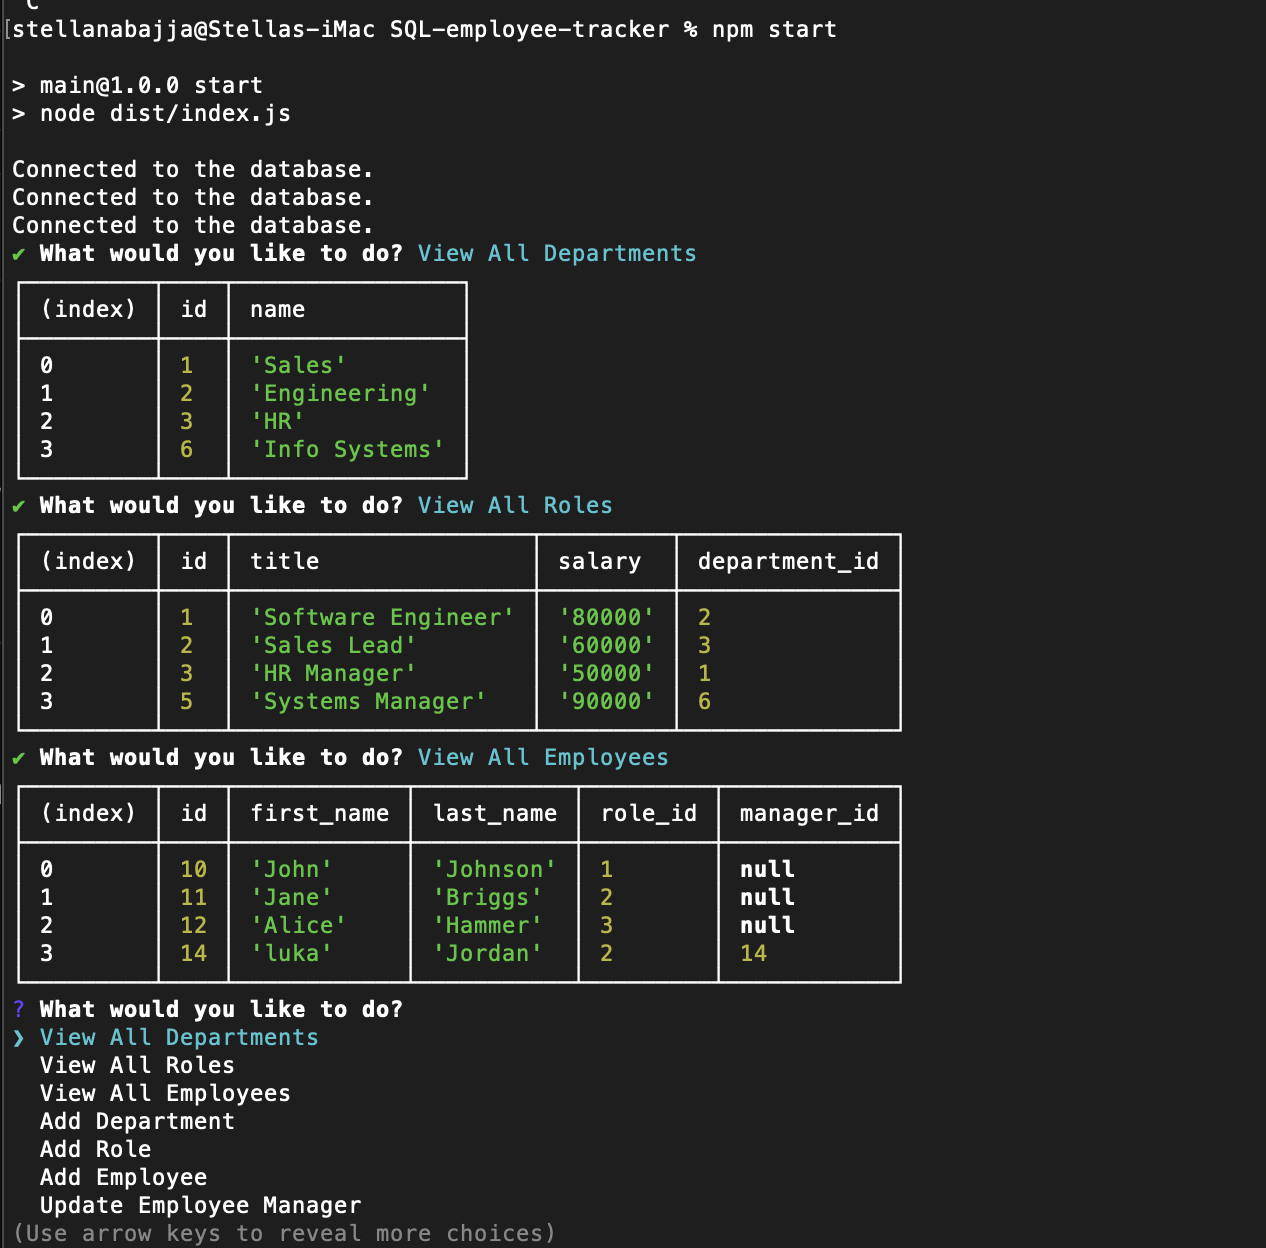 [stellanabajja@Stellas-iMac SQL-employee-tracker % npm start
> main@1.0.0 start
> node dist/index.js
Connected to the database.
Connected to the database.
Connected to the database.
✔ What would you like to do? View All Departments
(index) id name
0 1 'Sales'
1 2 'Engineering'
2 3 'HR'
3 6 'Info Systems'
✔ What would you like to do? View All Roles
(index) id title salary department_id
0 1 'Software Engineer' '80000' 2
1 2 'Sales Lead' '60000' 3
2 3 'HR Manager' '50000' 1
3 5 'Systems Manager' '90000' 6
✔ What would you like to do? View All Employees
(index) id first_name last_name role_id manager_id
0 10 'John' 'Johnson' 1 null
1 11 'Jane' 'Briggs' 2 null
2 12 'Alice' 'Hammer' 3 null
3 14 'luka' 'Jordan' 2 14
? What would you like to do?
❯ View All Departments
View All Roles
View All Employees
Add Department
Add Role
Add Employee
Update Employee Manager
(Use arrow keys to reveal more choices)